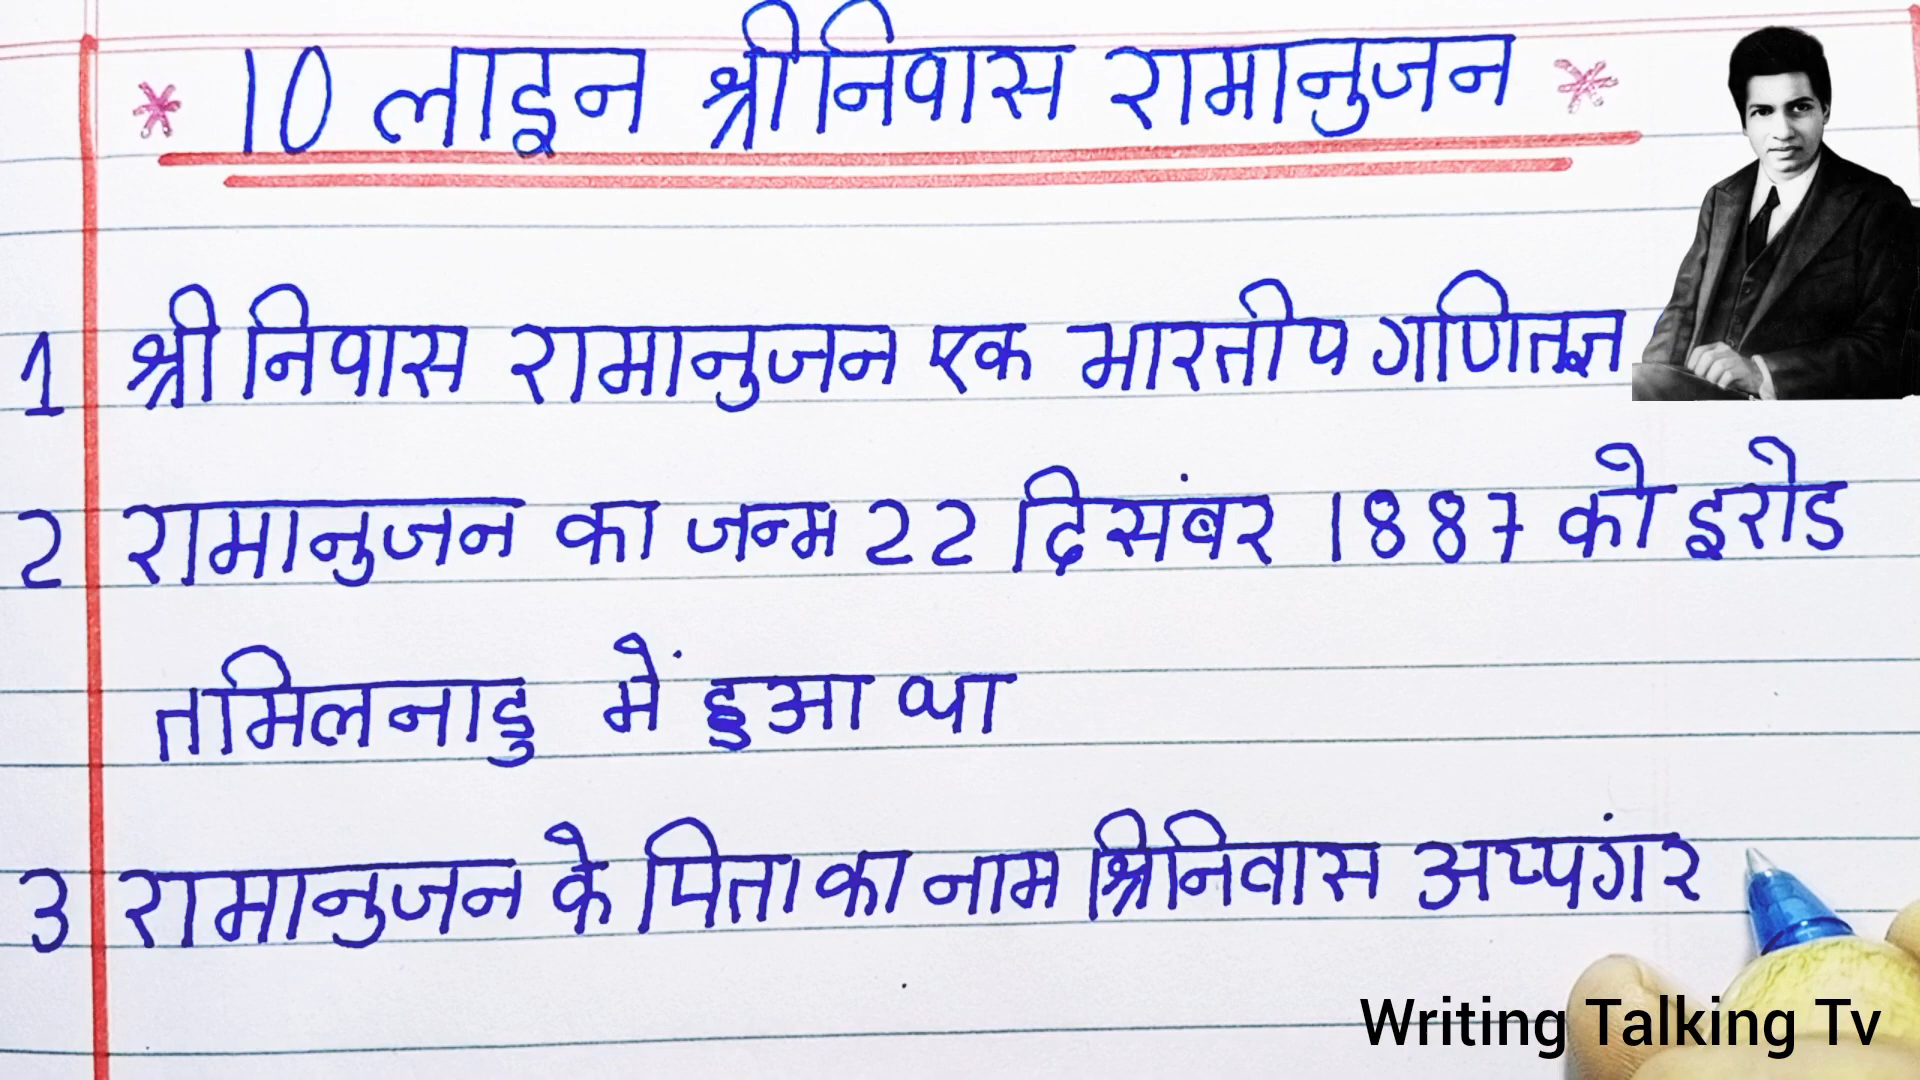 * 10 लाइन श्रीनिवास रामानुजन *
1 श्रीनिवास रामानुजन एक भारतीय गणितज्ञ
2 रामानुजन का जन्म 22 दिसंबर 1887 को इरोड
तमिलनाडु में हुआ था
3 रामानुजन के पिता का नाम श्रिनिवास अय्यंगर
Writing Talking Tv